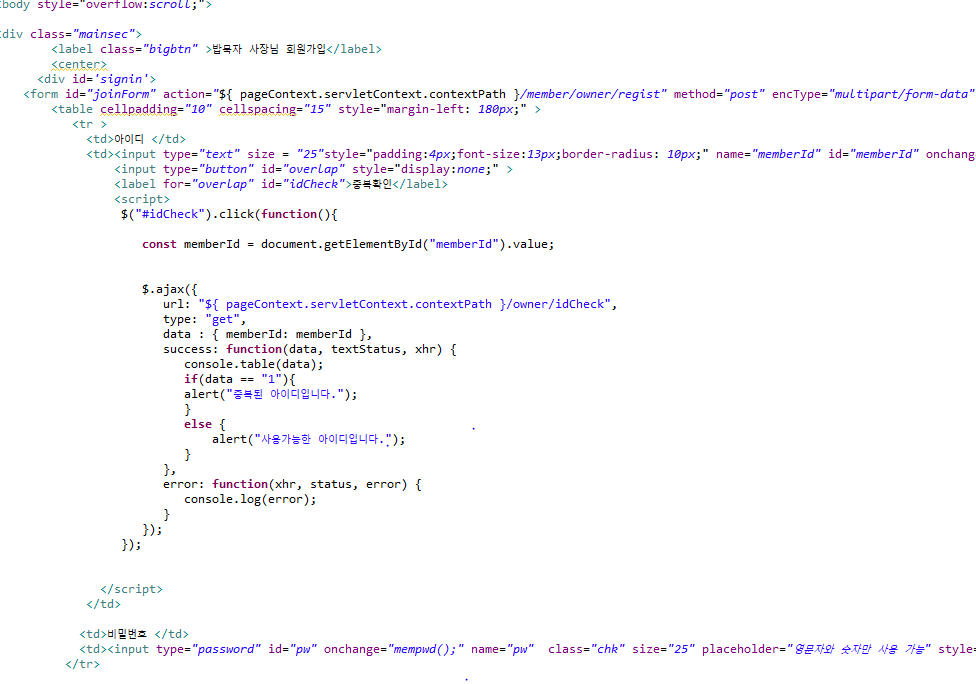 body style="overflow:scroll;">
div class="mainsec">
<label class="bigbtn" >밥묵자 사장님 회원가입</label>
<center>
<div id='signin'>
<form id="joinForm" action="${ pageContext.servletContext.contextPath }/member/owner/regist" method="post" encType="multipart/form-data"
<table cellpadding="10" cellspacing="15" style="margin-left: 180px;" >
<tr >
<td>아이디 </td>
<td><input type="text" size = "25"style="padding:4px;font-size:13px;border-radius: 10px;" name="memberId" id="memberId" onchang
<input type="button" id="overlap" style="display:none;" >
<label for="overlap" id="idCheck">중복확인</label>
<script>
$("#idCheck").click(function(){
const memberId = document.getElementById("memberId").value;
$.ajax({
url: "${ pageContext.servletContext.contextPath }/owner/idCheck",
type: "get",
data : { memberId: memberId },
success: function(data, textStatus, xhr) {
console.table(data);
if(data == "1"){
alert("중복된 아이디입니다.");
}
else {
alert("사용가능한 아이디입니다.");
}
},
error: function(xhr, status, error) {
console.log(error);
}
});
});
</script>
</td>
<td>비밀번호 </td>
<td><input type="password" id="pw" onchange="mempwd();" name="pw"  class="chk" size="25" placeholder="영문자와 숫자만 사용 가능" style=
</tr>